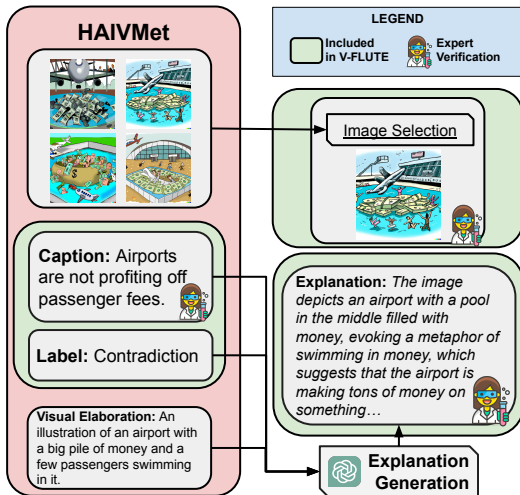 HAIVMet
LEGEND
Included
in V-FLUTE
Expert
Verification
Image Selection
Caption: Airports
are not profiting off
passenger fees.
Label: Contradiction
Visual Elaboration: An
illustration of an airport with
a big pile of money and a
few passengers swimming
in it.
Explanation: The image
depicts an airport with a pool
in the middle filled with
money, evoking a metaphor of
swimming in money, which
suggests that the airport is
making tons of money on
something…
Explanation
Generation
$